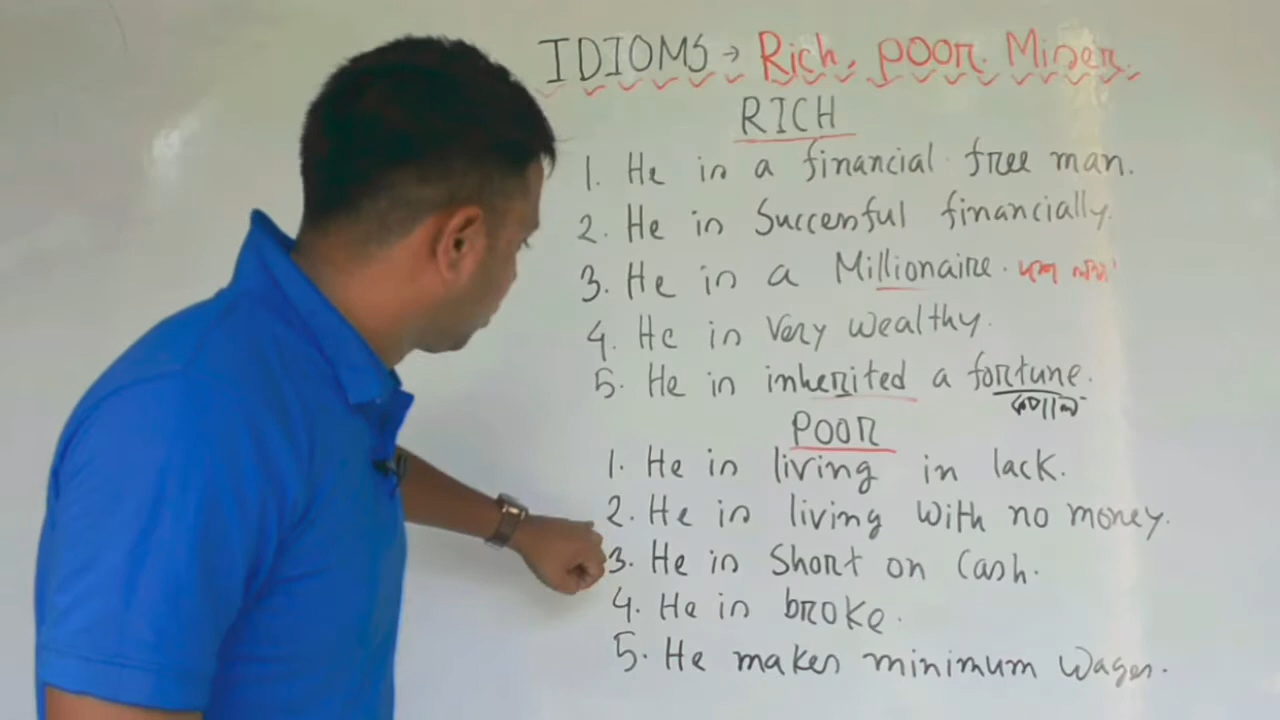 IDIOMS → Rich, POOR. Miser.
RICH
1. He is a financial free man.
2. He is Successful financially.
3. He is a Millionaire.
4. He is very wealthy.
5. He is inherited a fortune.
POOR
1. He is living in lack.
2. He is living with no money.
3. He is Short on Cash.
4. He is broke.
5. He makes minimum wages.